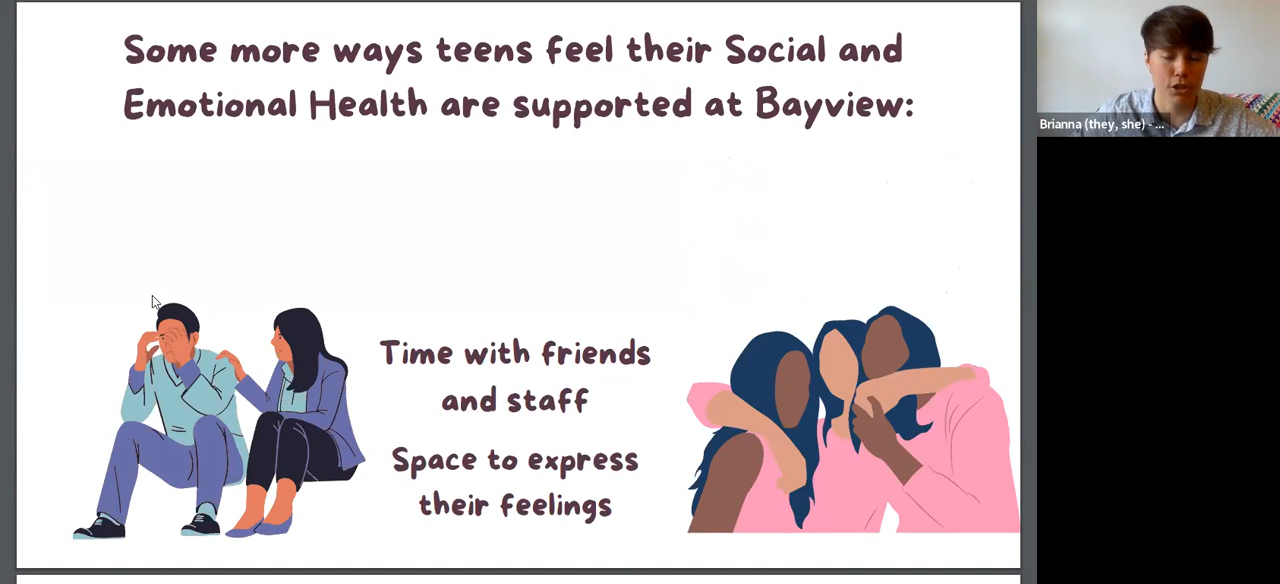 Some more ways teens feel their Social and
Emotional Health are supported at Bayview:
Brianna (they, she) - ...
Time with friends
and staff
Space to express
their feelings